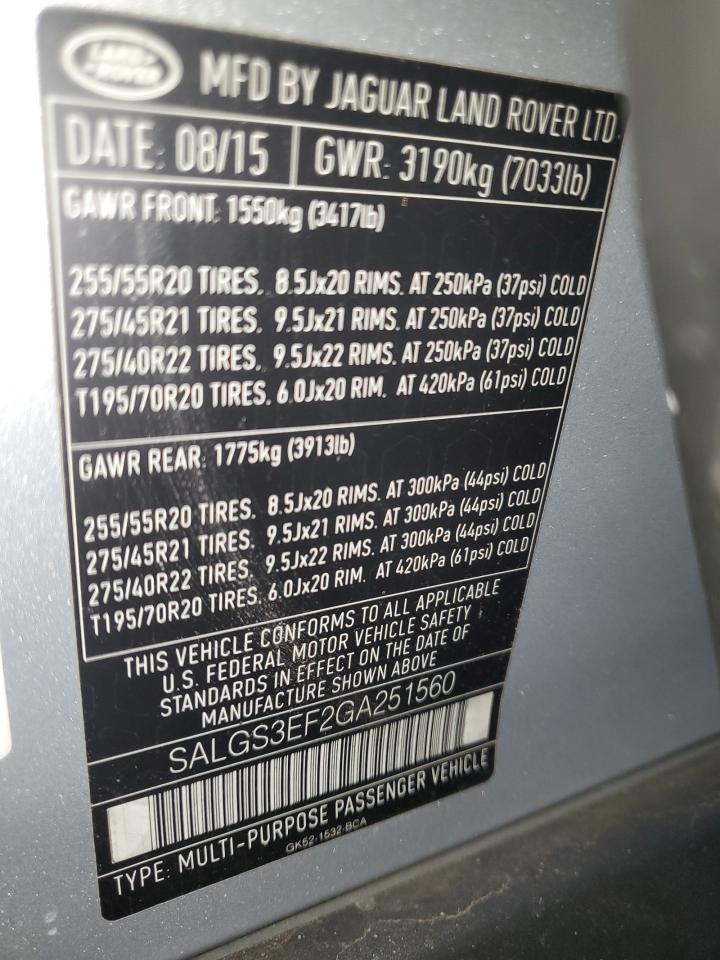 LAND ROVER
MFD BY JAGUAR LAND ROVER LTD
DATE: 08/15 GWR: 3190kg (7033lb)
GAWR FRONT: 1550kg (3417lb)
255/55R20 TIRES. 8.5Jx20 RIMS. AT 250kPa (37psi) COLD
275/45R21 TIRES. 9.5Jx21 RIMS. AT 250kPa (37psi) COLD
275/40R22 TIRES. 9.5Jx22 RIMS. AT 250kPa (37psi) COLD
T195/70R20 TIRES. 6.0Jx20 RIM. AT 420kPa (61psi) COLD
GAWR REAR: 1775kg (3913lb)
255/55R20 TIRES. 8.5Jx20 RIMS. AT 300kPa (44psi) COLD
275/45R21 TIRES. 9.5Jx21 RIMS. AT 300kPa (44psi) COLD
275/40R22 TIRES. 9.5Jx22 RIMS. AT 300kPa (44psi) COLD
T195/70R20 TIRES. 6.0Jx20 RIM. AT 420kPa (61psi) COLD
THIS VEHICLE CONFORMS TO ALL APPLICABLE
U.S. FEDERAL MOTOR VEHICLE SAFETY
STANDARDS IN EFFECT ON THE DATE OF
MANUFACTURE SHOWN ABOVE
SALGS3EF2GA251560
TYPE: MULTI-PURPOSE PASSENGER VEHICLE
GK52-1532-BCA